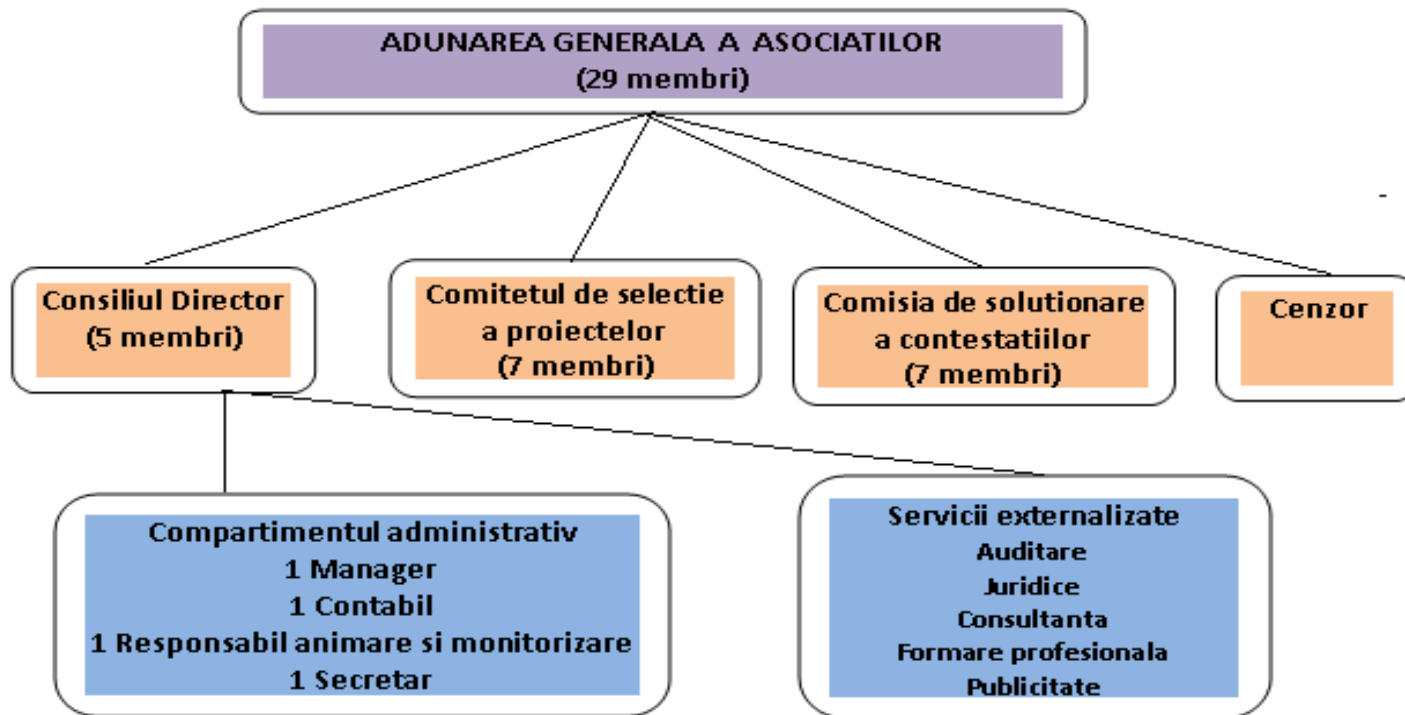 ADUNAREA GENERALA A ASOCIATILOR
(29 membri)
Consiliul Director
(5 membri)
Comitetul de selectie
a proiectelor
(7 membri)
Comisia de solutionare
a contestatiilor
(7 membri)
Cenzor
Compartimentul administrativ
1 Manager
1 Contabil
1 Responsabil animare si monitorizare
1 Secretar
Servicii externalizate
Auditare
Juridice
Consultanta
Formare profesionala
Publicitate